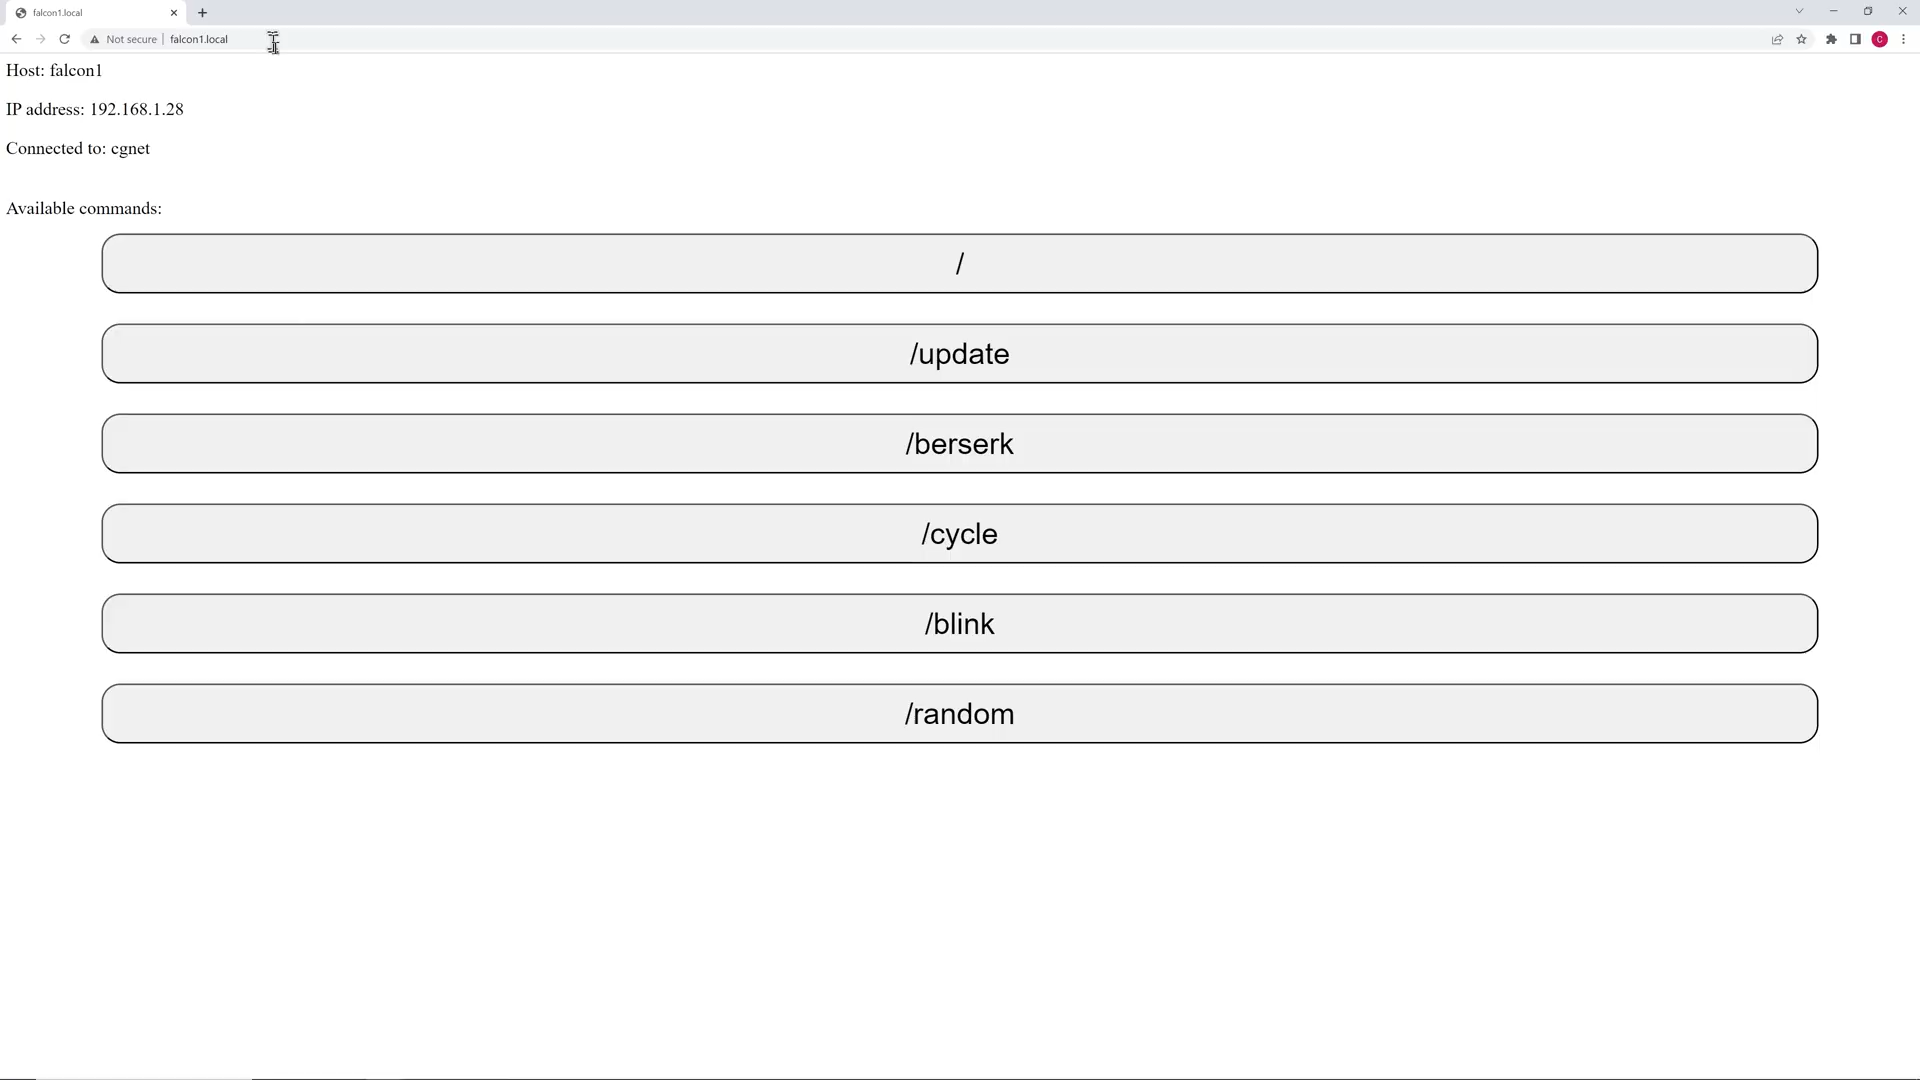 falcon1.local
Not secure
falcon1.local
C
Host: falcon1
IP address: 192.168.1.28
Connected to: cgnet
Available commands:
/
/update
/berserk
/cycle
/blink
/random